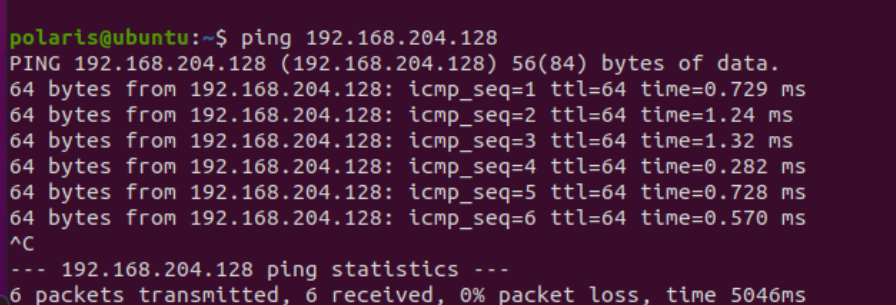 polaris@ubuntu:~$ ping 192.168.204.128
PING 192.168.204.128 (192.168.204.128) 56(84) bytes of data.
64 bytes from 192.168.204.128: icmp_seq=1 ttl=64 time=0.729 ms
64 bytes from 192.168.204.128: icmp_seq=2 ttl=64 time=1.24 ms
64 bytes from 192.168.204.128: icmp_seq=3 ttl=64 time=1.32 ms
64 bytes from 192.168.204.128: icmp_seq=4 ttl=64 time=0.282 ms
64 bytes from 192.168.204.128: icmp_seq=5 ttl=64 time=0.728 ms
64 bytes from 192.168.204.128: icmp_seq=6 ttl=64 time=0.570 ms
^C
--- 192.168.204.128 ping statistics ---
6 packets transmitted, 6 received, 0% packet loss, time 5046ms